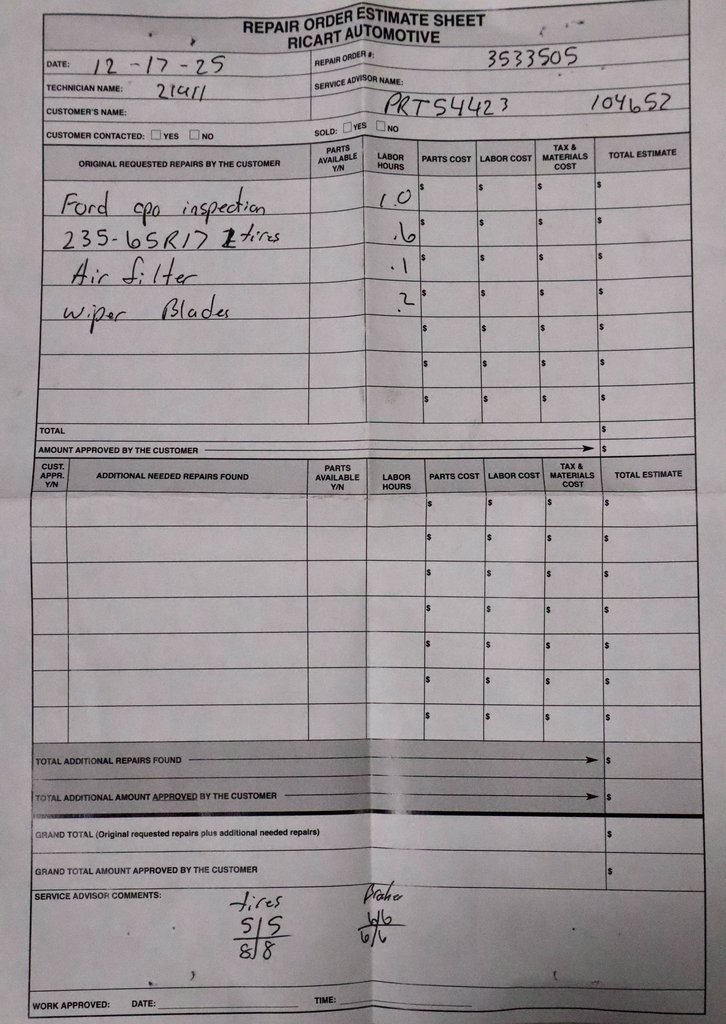 REPAIR ORDER ESTIMATE SHEET
RICART AUTOMOTIVE
DATE: 12-17-25 REPAIR ORDER #: 3533505
TECHNICIAN NAME: SERVICE ADVISOR NAME:
CUSTOMER'S NAME: PRT54423 104652
CUSTOMER CONTACTED: YES NO SOLD: YES NO
ORIGINAL REQUESTED REPAIRS BY THE CUSTOMER PARTS AVAILABLE Y/N LABOR HOURS PARTS COST LABOR COST TAX & MATERIALS COST TOTAL ESTIMATE
Ford cpo inspection 1.0 $ $ $ $
235-65R17 tires .6 $ $ $ $
Air filter .1 $ $ $ $
wiper Blades .2 $ $ $ $
$ $ $ $
$ $ $ $
$ $ $ $
TOTAL $
AMOUNT APPROVED BY THE CUSTOMER $
CUST. APPR. Y/N ADDITIONAL NEEDED REPAIRS FOUND PARTS AVAILABLE Y/N LABOR HOURS PARTS COST LABOR COST TAX & MATERIALS COST TOTAL ESTIMATE
$ $ $ $
$ $ $ $
$ $ $ $
$ $ $ $
$ $ $ $
$ $ $ $
$ $ $ $
TOTAL ADDITIONAL REPAIRS FOUND $
TOTAL ADDITIONAL AMOUNT APPROVED BY THE CUSTOMER $
GRAND TOTAL (Original requested repairs plus additional needed repairs) $
GRAND TOTAL AMOUNT APPROVED BY THE CUSTOMER $
SERVICE ADVISOR COMMENTS: tires
5 5 6 6
8 8 6 6
WORK APPROVED: DATE: TIME: